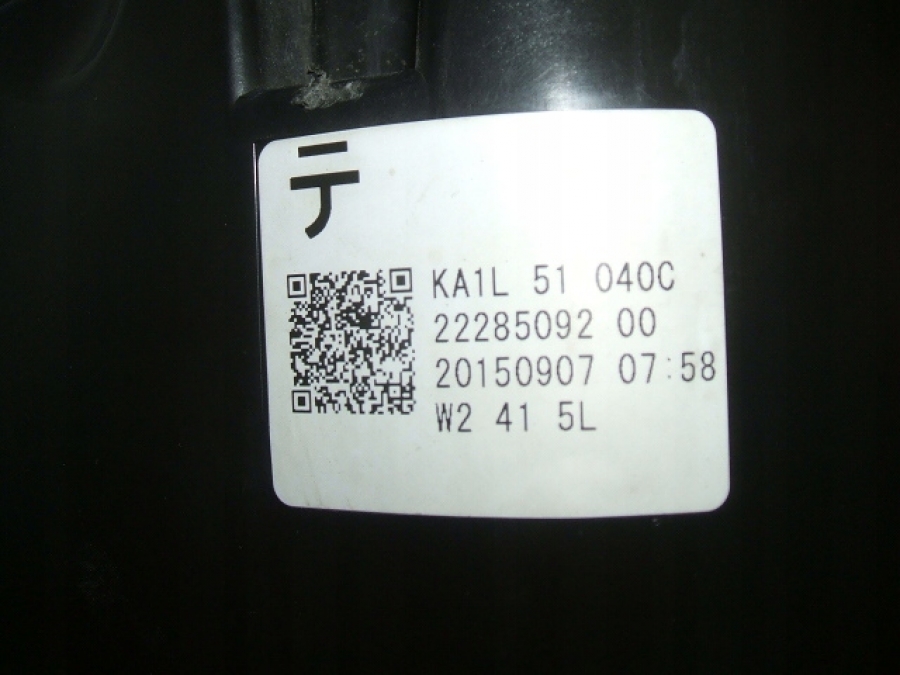 テ
KA1L 51 040C
22285092 00
20150907 07:58
W2 41 5L